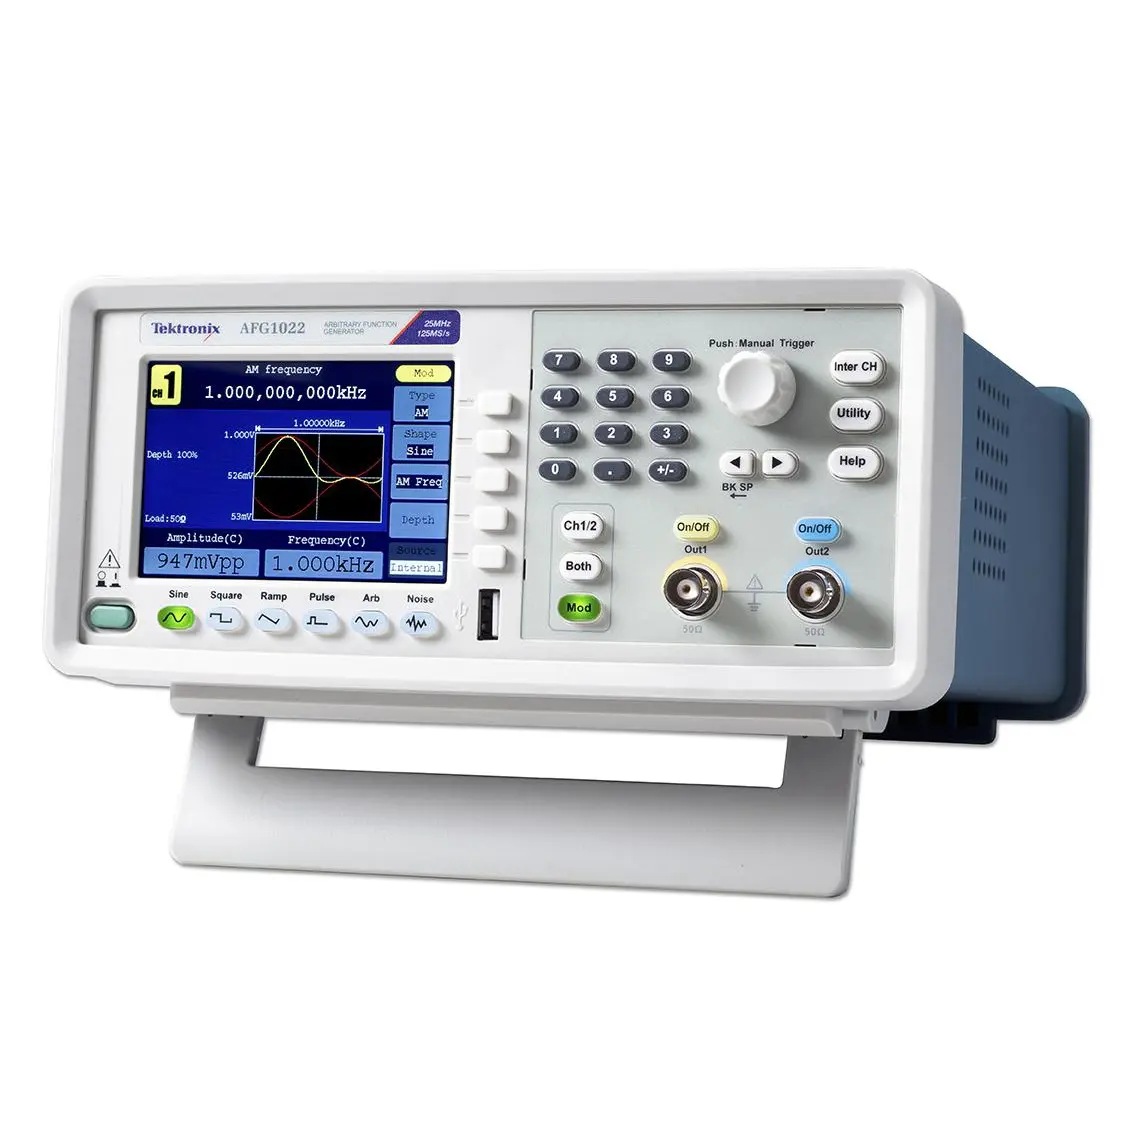 Tektronix AFG1022 ARBITRARY FUNCTION GENERATOR 25MHz 125MS/s
CH 1
AM frequency
1.000,000,000kHz
Mod
Type
AM
Shape
Sine
AM Freq
Depth
Source
Internal
1.00000kHz
1.000V
Depth 100%
526mV
Load:50Ω
53mV
Amplitude(C) Frequency(C)
947mVpp 1.000kHz
Sine Square Ramp Pulse Arb Noise
7 8 9
4 5 6
1 2 3
0 . +/-
Push:Manual Trigger
Inter CH
Utility
Help
BK SP
Ch1/2
Both
Mod
On/Off On/Off
Out1 Out2
50Ω 50Ω